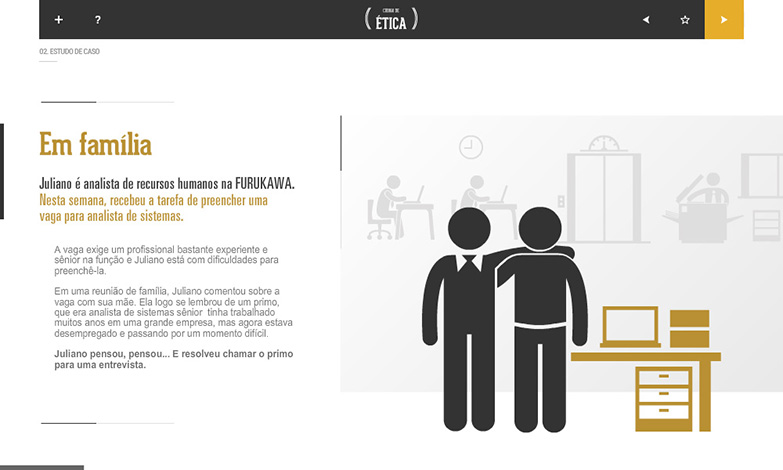 + ?
CÓDIGO DE
ÉTICA
02. ESTUDO DE CASO
Em família
Juliano é analista de recursos humanos na FURUKAWA.
Nesta semana, recebeu a tarefa de preencher uma
vaga para analista de sistemas.
A vaga exige um profissional bastante experiente e
sênior na função e Juliano está com dificuldades para
preenchê-la.
Em uma reunião de família, Juliano comentou sobre a
vaga com sua mãe. Ela logo se lembrou de um primo,
que era analista de sistemas sênior tinha trabalhado
muitos anos em uma grande empresa, mas agora estava
desempregado e passando por um momento difícil.
Juliano pensou, pensou... E resolveu chamar o primo
para uma entrevista.